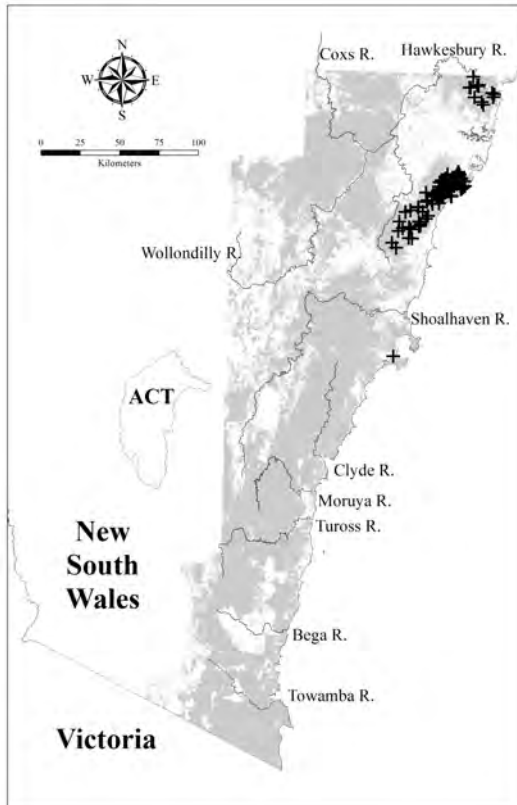 Coxs R.
Hawkesbury R.
N
W E
S
0 25 50 75 100
Kilometers
Wollondilly R.
Shoalhaven R.
ACT
Clyde R.
Moruya R.
Tuross R.
New
South
Wales
Bega R.
Towamba R.
Victoria